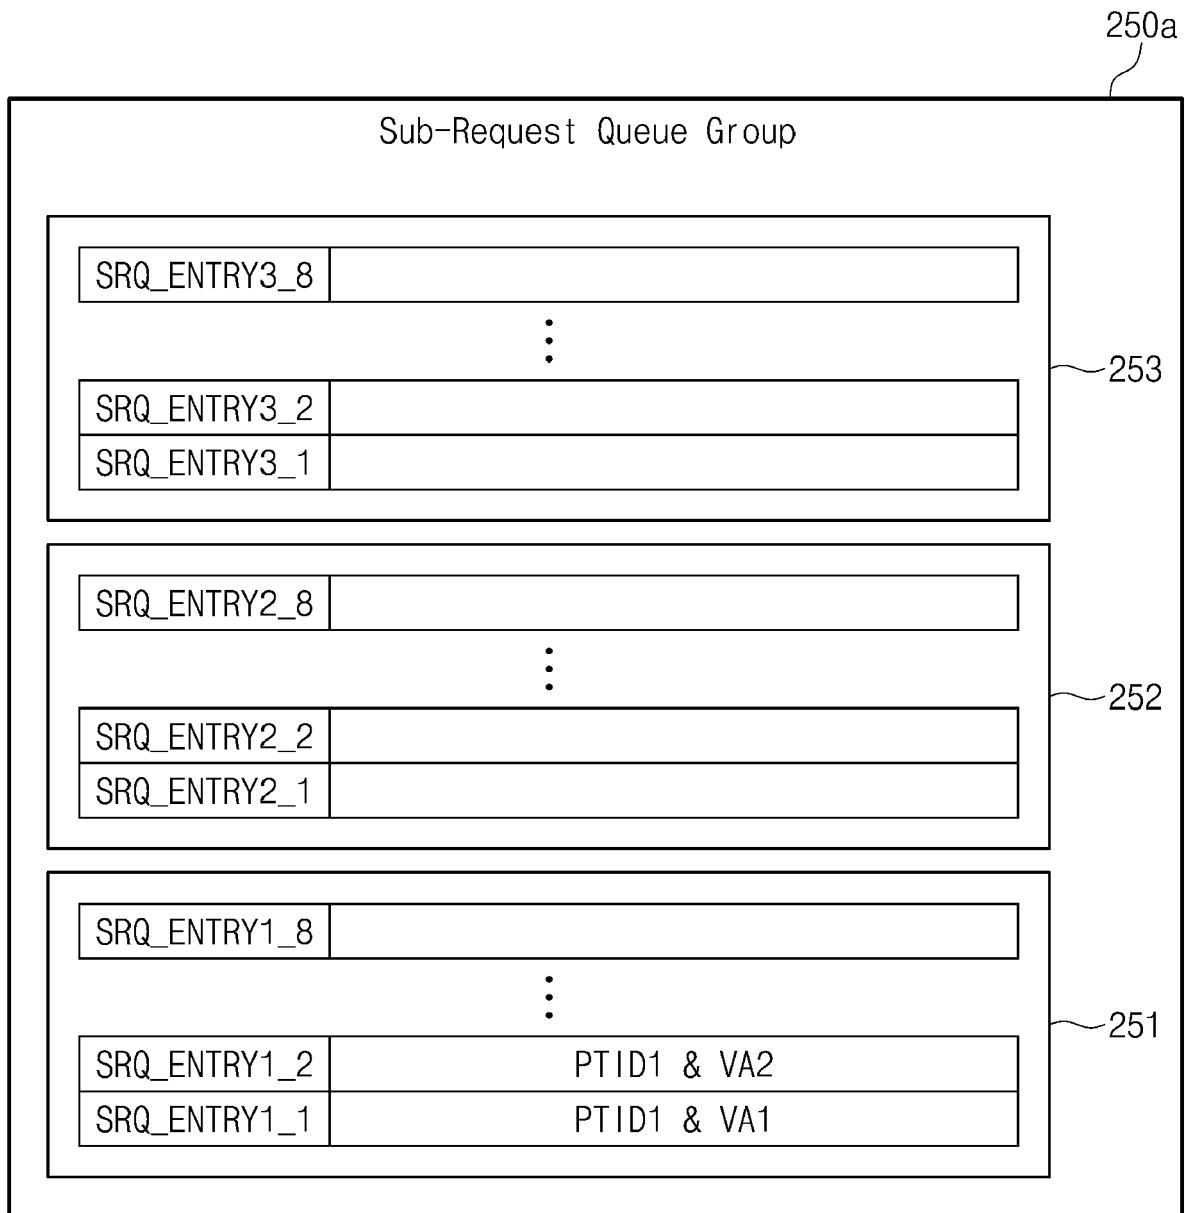 250a
Sub-Request Queue Group
SRQ_ENTRY3_8
SRQ_ENTRY3_2
SRQ_ENTRY3_1
253
SRQ_ENTRY2_8
SRQ_ENTRY2_2
SRQ_ENTRY2_1
252
SRQ_ENTRY1_8
SRQ_ENTRY1_2 PTID1 & VA2
SRQ_ENTRY1_1 PTID1 & VA1
251